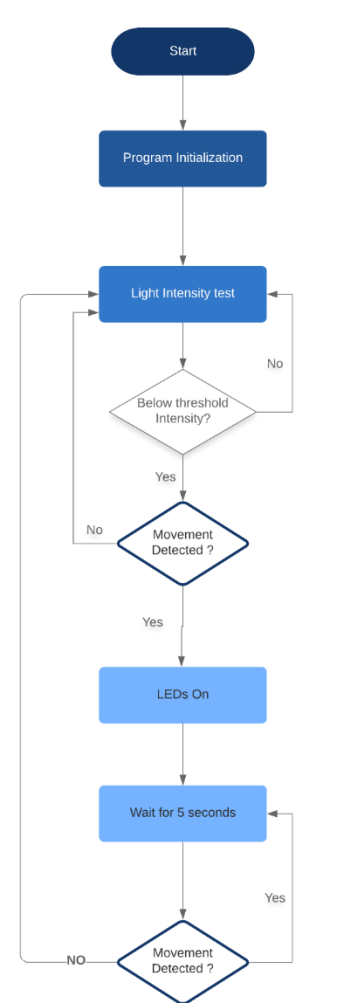 Start
Program Initialization
Light Intensity test
No
Below threshold
Intensity?
Yes
No
Movement
Detected ?
Yes
LEDs On
Wait for 5 seconds
Yes
NO
Movement
Detected ?